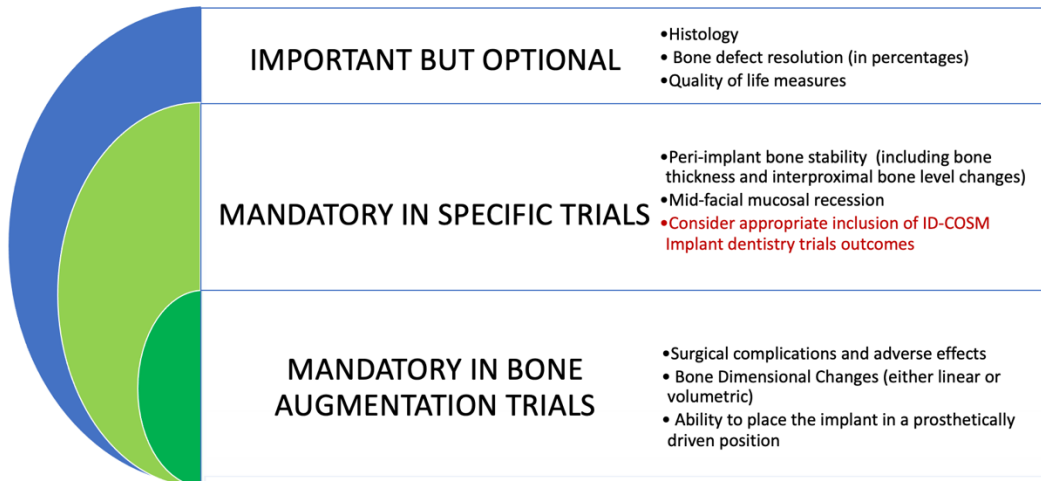 IMPORTANT BUT OPTIONAL
•Histology
• Bone defect resolution (in percentages)
•Quality of life measures
MANDATORY IN SPECIFIC TRIALS
•Peri-implant bone stability (including bone
thickness and interproximal bone level changes)
•Mid-facial mucosal recession
•Consider appropriate inclusion of ID-COSM
Implant dentistry trials outcomes
MANDATORY IN BONE
AUGMENTATION TRIALS
•Surgical complications and adverse effects
• Bone Dimensional Changes (either linear or
volumetric)
• Ability to place the implant in a prosthetically
driven position